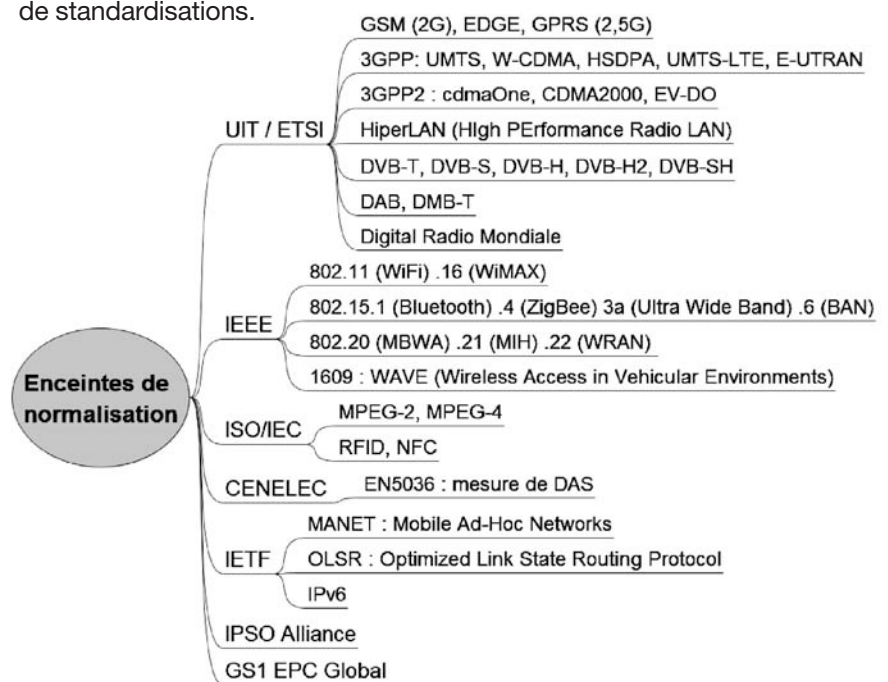 de standardisations.
Enceintes de
normalisation
UIT / ETSI
GSM (2G), EDGE, GPRS (2,5G)
3GPP: UMTS, W-CDMA, HSDPA, UMTS-LTE, E-UTRAN
3GPP2 : cdmaOne, CDMA2000, EV-DO
HiperLAN (HIgh PErformance Radio LAN)
DVB-T, DVB-S, DVB-H, DVB-H2, DVB-SH
DAB, DMB-T
Digital Radio Mondiale
IEEE
802.11 (WiFi) .16 (WiMAX)
802.15.1 (Bluetooth) .4 (ZigBee) 3a (Ultra Wide Band) .6 (BAN)
802.20 (MBWA) .21 (MIH) .22 (WRAN)
1609 : WAVE (Wireless Access in Vehicular Environments)
ISO/IEC
MPEG-2, MPEG-4
RFID, NFC
CENELEC
EN5036 : mesure de DAS
IETF
MANET : Mobile Ad-Hoc Networks
OLSR : Optimized Link State Routing Protocol
IPv6
IPSO Alliance
GS1 EPC Global